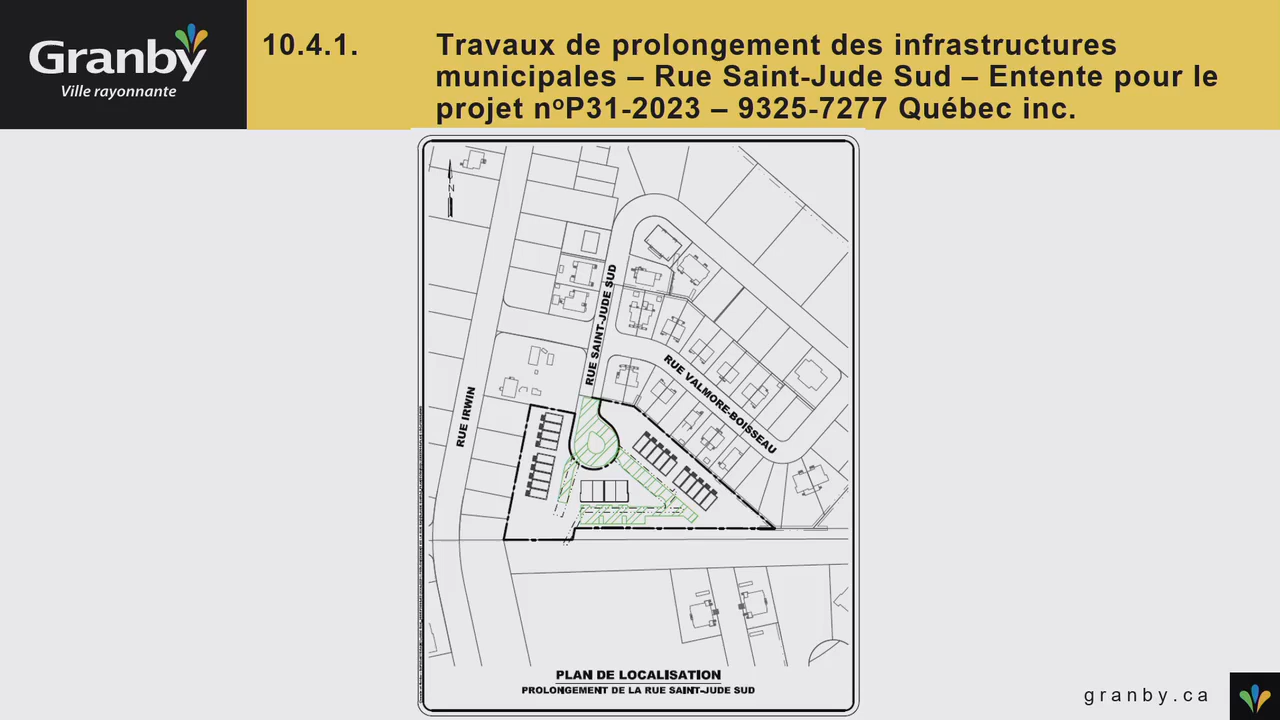 Granby
Ville rayonnante
10.4.1.
Travaux de prolongement des infrastructures
municipales – Rue Saint-Jude Sud – Entente pour le
projet nºP31-2023 – 9325-7277 Québec inc.
N
RUE SAINT-JUDE SUD
RUE VALMORE-BOISSEAU
RUE IRWIN
PLAN DE LOCALISATION
PROLONGEMENT DE LA RUE SAINT-JUDE SUD
granby.ca